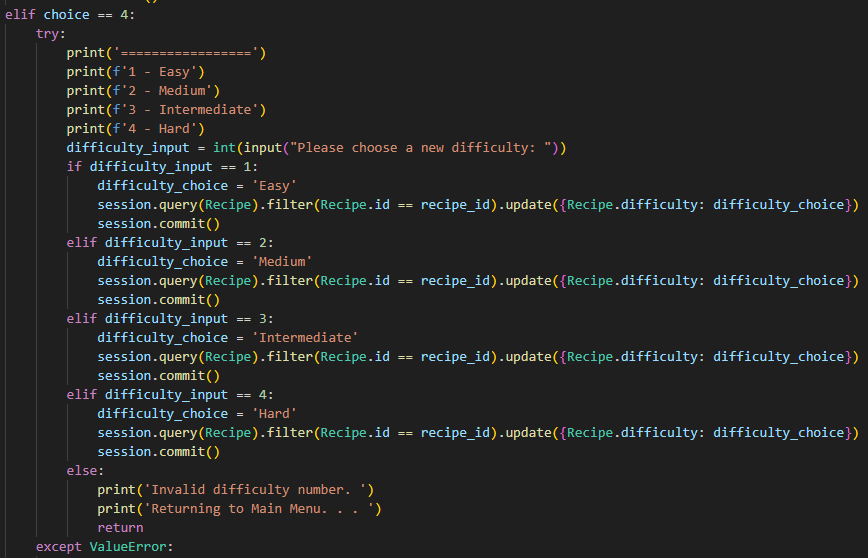 elif choice == 4:
    try:
        print('=================')
        print(f'1 - Easy')
        print(f'2 - Medium')
        print(f'3 - Intermediate')
        print(f'4 - Hard')
        difficulty_input = int(input("Please choose a new difficulty: "))
        if difficulty_input == 1:
            difficulty_choice = 'Easy'
            session.query(Recipe).filter(Recipe.id == recipe_id).update({Recipe.difficulty: difficulty_choice})
            session.commit()
        elif difficulty_input == 2:
            difficulty_choice = 'Medium'
            session.query(Recipe).filter(Recipe.id == recipe_id).update({Recipe.difficulty: difficulty_choice})
            session.commit()
        elif difficulty_input == 3:
            difficulty_choice = 'Intermediate'
            session.query(Recipe).filter(Recipe.id == recipe_id).update({Recipe.difficulty: difficulty_choice})
            session.commit()
        elif difficulty_input == 4:
            difficulty_choice = 'Hard'
            session.query(Recipe).filter(Recipe.id == recipe_id).update({Recipe.difficulty: difficulty_choice})
            session.commit()
        else:
            print('Invalid difficulty number. ')
            print('Returning to Main Menu. . . ')
            return
    except ValueError: